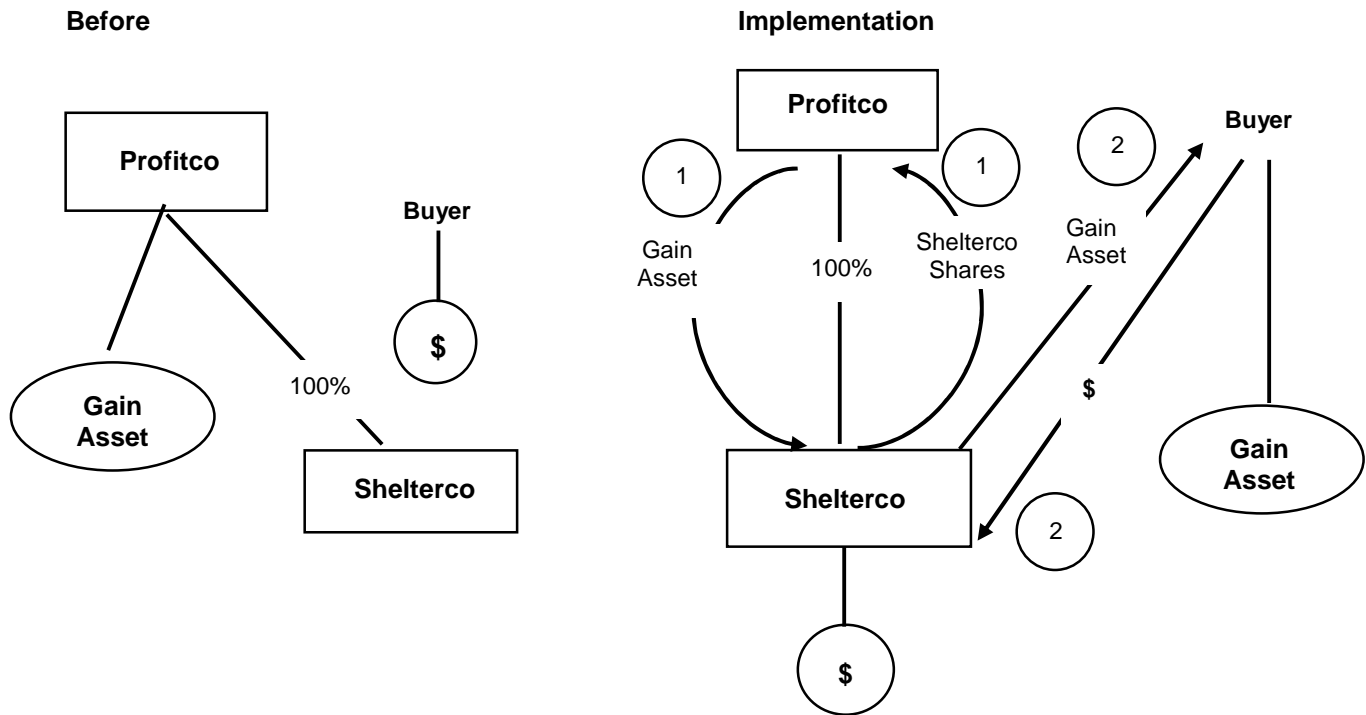 Before
Profitco
Buyer
$
100%
Gain
Asset
Shelterco
Implementation
Profitco
Buyer
2
1
1
Gain
Asset
100%
Shelterco
Shares
Gain
Asset
$
Shelterco
2
Gain
Asset
$